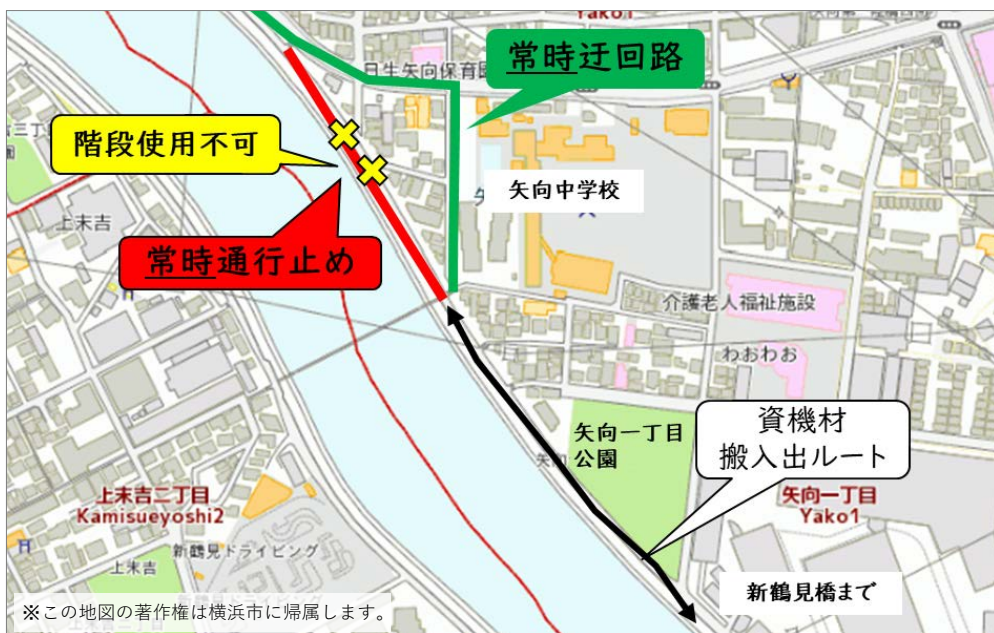 Yako1
常時迂回路
日生矢向保育園
階段使用不可
矢向中学校
上末吉
常時通行止め
介護老人福祉施設
わおわお
矢向一丁目
公園
資機材
搬入出ルート
上末吉二丁目
Kamisueyoshi2
矢向一丁目
Yako1
新鶴見ドライビング
上末吉
新鶴見橋まで
※この地図の著作権は横浜市に帰属します。